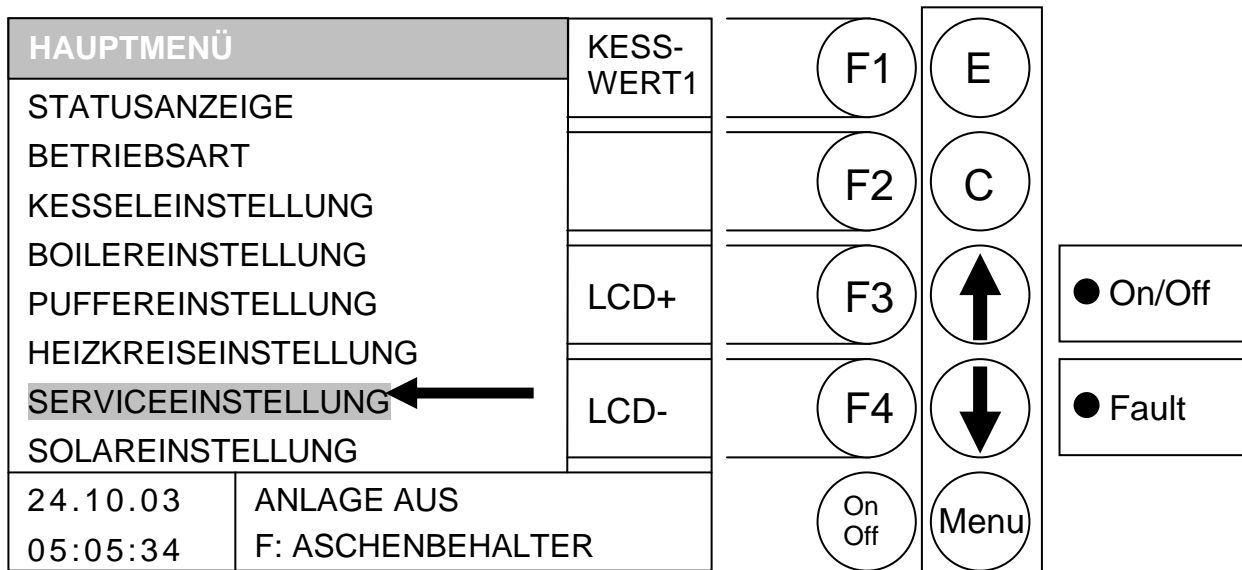 HAUPTMENÜ
STATUSANZEIGE
BETRIEBSART
KESSELEINSTELLUNG
BOILEREINSTELLUNG
PUFFEREINSTELLUNG
HEIZKREISEINSTELLUNG
SERVICEEINSTELLUNG
SOLAREINSTELLUNG
24.10.03
05:05:34
ANLAGE AUS
F: ASCHENBEHALTER
KESS-
WERT1
LCD+
LCD-
F1
F2
F3
F4
On
Off
E
C
Menu
On/Off
Fault